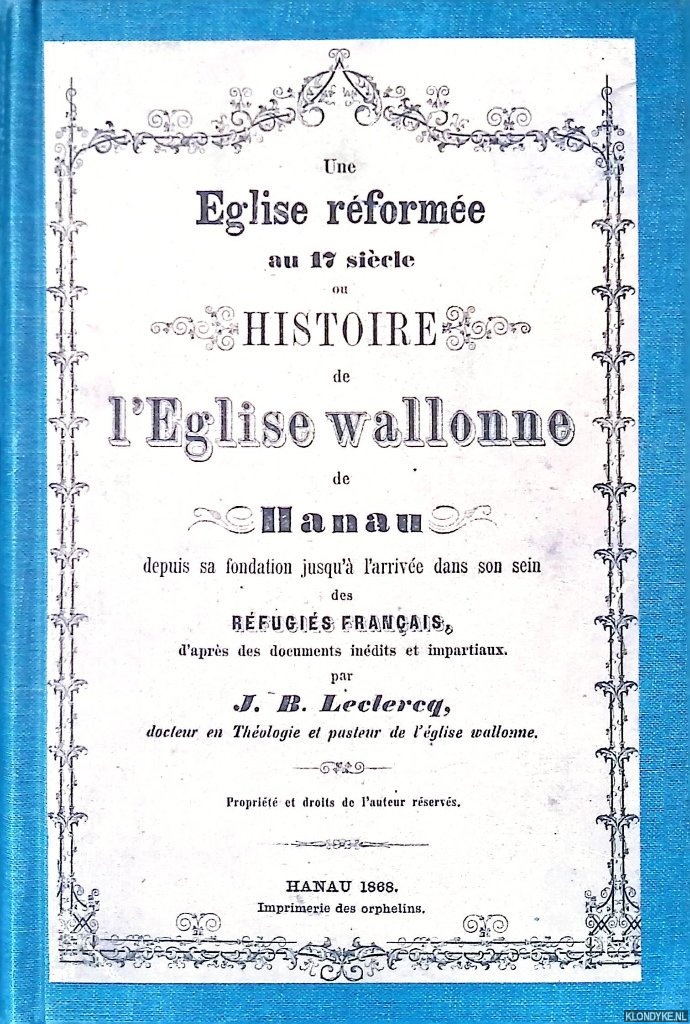 Une
Eglise réformée
au 17 siècle
ou
HISTOIRE
de
l'Eglise wallonne
de
Hanau
depuis sa fondation jusqu'à l'arrivée dans son sein
des
RÉFUGIÉS FRANÇAIS,
d'après des documents inédits et impartiaux.
par
J. B. Leclercq,
docteur en Théologie et pasteur de l'église wallonne.
Propriété et droits de l'auteur réservés.
HANAU 1868.
Imprimerie des orphelins.
KLONDYKE.NL